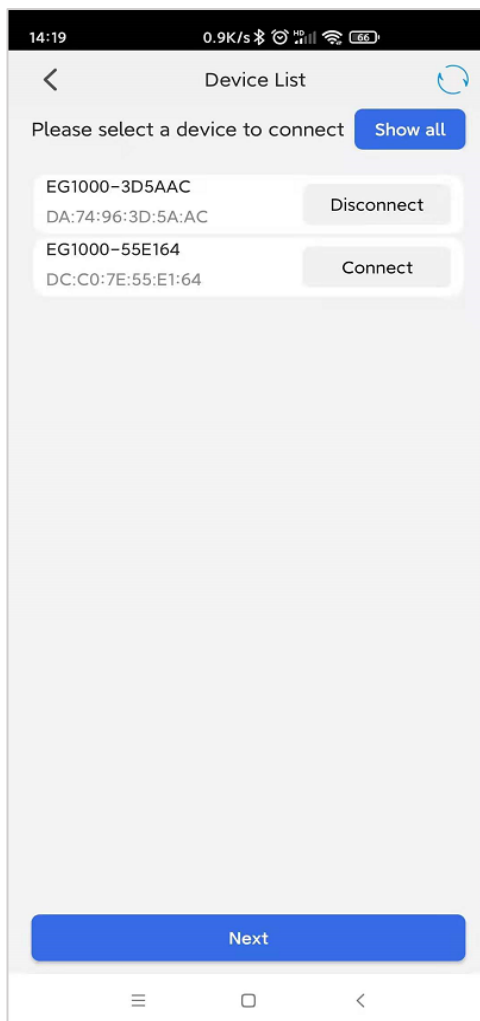 14:19 0.9K/s HD 66
Device List
Please select a device to connect Show all
EG1000-3D5AAC
DA:74:96:3D:5A:AC
Disconnect
EG1000-55E164
DC:C0:7E:55:E1:64
Connect
Next